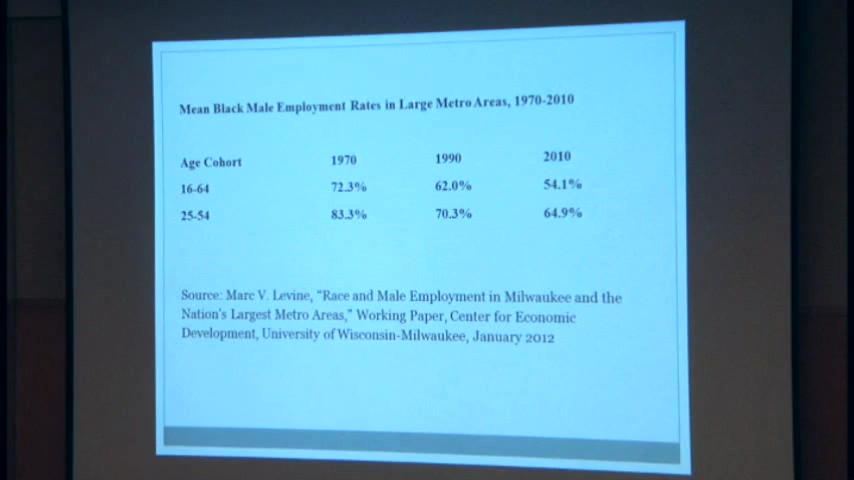 Mean Black Male Employment Rates in Large Metro Areas, 1970-2010
Age Cohort 1970 1990 2010
16-64 72.3% 62.0% 54.1%
25-54 83.3% 70.3% 64.9%
Source: Marc V. Levine, “Race and Male Employment in Milwaukee and the
Nation’s Largest Metro Areas,” Working Paper, Center for Economic
Development, University of Wisconsin-Milwaukee, January 2012